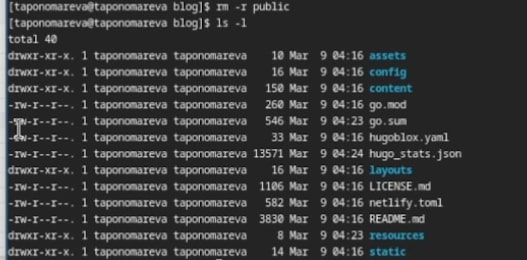 [taponomareva@taponomareva blog]$ rm -r public
[taponomareva@taponomareva blog]$ ls -l
total 40
drwxr-xr-x. 1 taponomareva taponomareva    10 Mar  9 04:16 assets
drwxr-xr-x. 1 taponomareva taponomareva    16 Mar  9 04:16 config
drwxr-xr-x. 1 taponomareva taponomareva   150 Mar  9 04:16 content
-rw-r--r--. 1 taponomareva taponomareva   260 Mar  9 04:16 go.mod
-rw-r--r--. 1 taponomareva taponomareva   546 Mar  9 04:23 go.sum
-rw-r--r--. 1 taponomareva taponomareva    33 Mar  9 04:16 hugoblox.yaml
-rw-r--r--. 1 taponomareva taponomareva 13571 Mar  9 04:24 hugo_stats.json
drwxr-xr-x. 1 taponomareva taponomareva    16 Mar  9 04:16 layouts
-rw-r--r--. 1 taponomareva taponomareva  1106 Mar  9 04:16 LICENSE.md
-rw-r--r--. 1 taponomareva taponomareva   582 Mar  9 04:16 netlify.toml
-rw-r--r--. 1 taponomareva taponomareva  3830 Mar  9 04:16 README.md
drwxr-xr-x. 1 taponomareva taponomareva     8 Mar  9 04:23 resources
drwxr-xr-x. 1 taponomareva taponomareva    14 Mar  9 04:16 static